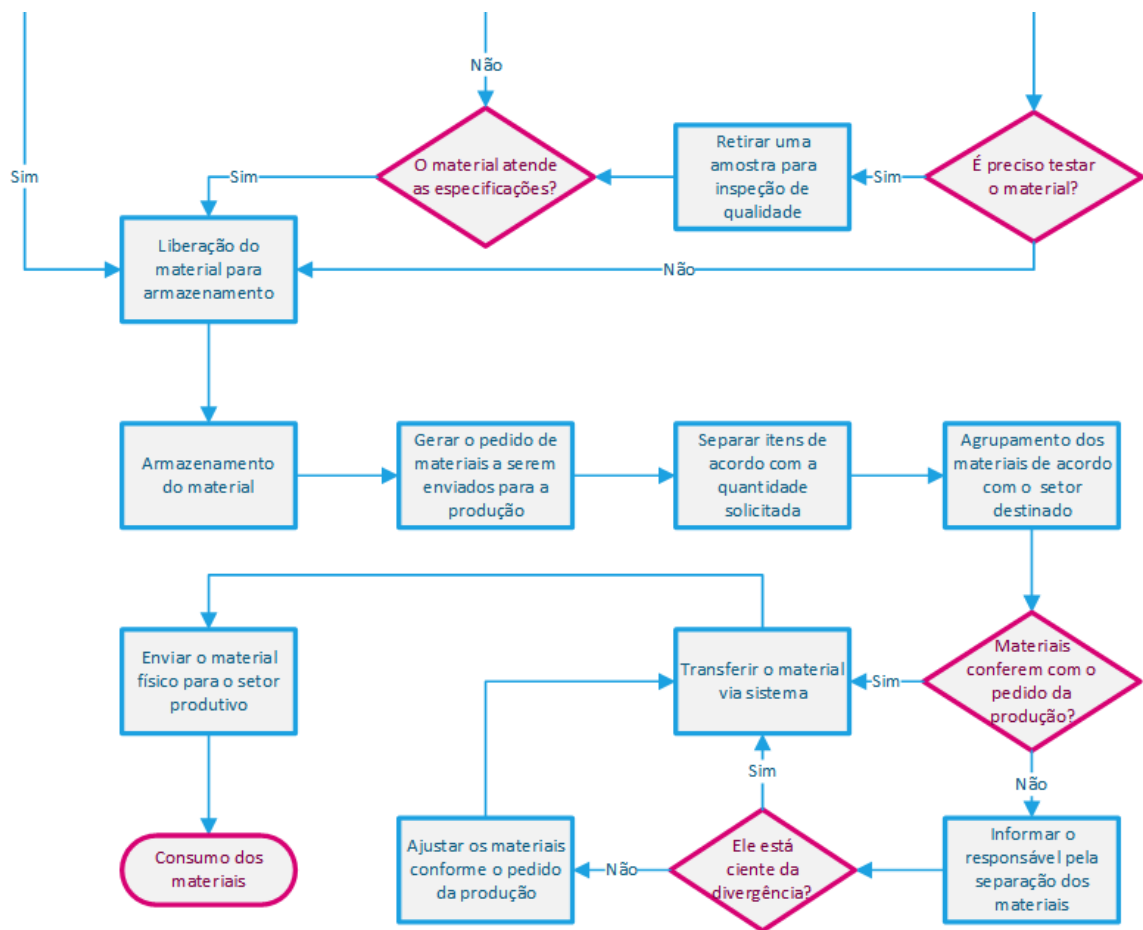 Não
O material atende
as especificações?
Retirar uma
amostra para
inspeção de
qualidade
É preciso testar
o material?
Sim
Sim
Sim
Liberação do
material para
armazenamento
Não
Armazenamento
do material
Gerar o pedido de
materiais a serem
enviados para a
produção
Separar itens de
acordo com a
quantidade
solicitada
Agrupamento dos
materiais de acordo
com o setor
destinado
Enviar o material
físico para o setor
produtivo
Transferir o material
via sistema
Sim
Materiais
conferem com o
pedido da
produção?
Sim
Não
Consumo dos
materiais
Ajustar os materiais
conforme o pedido
da produção
Não
Ele está
ciente da
divergência?
Informar o
responsável pela
separação dos
materiais